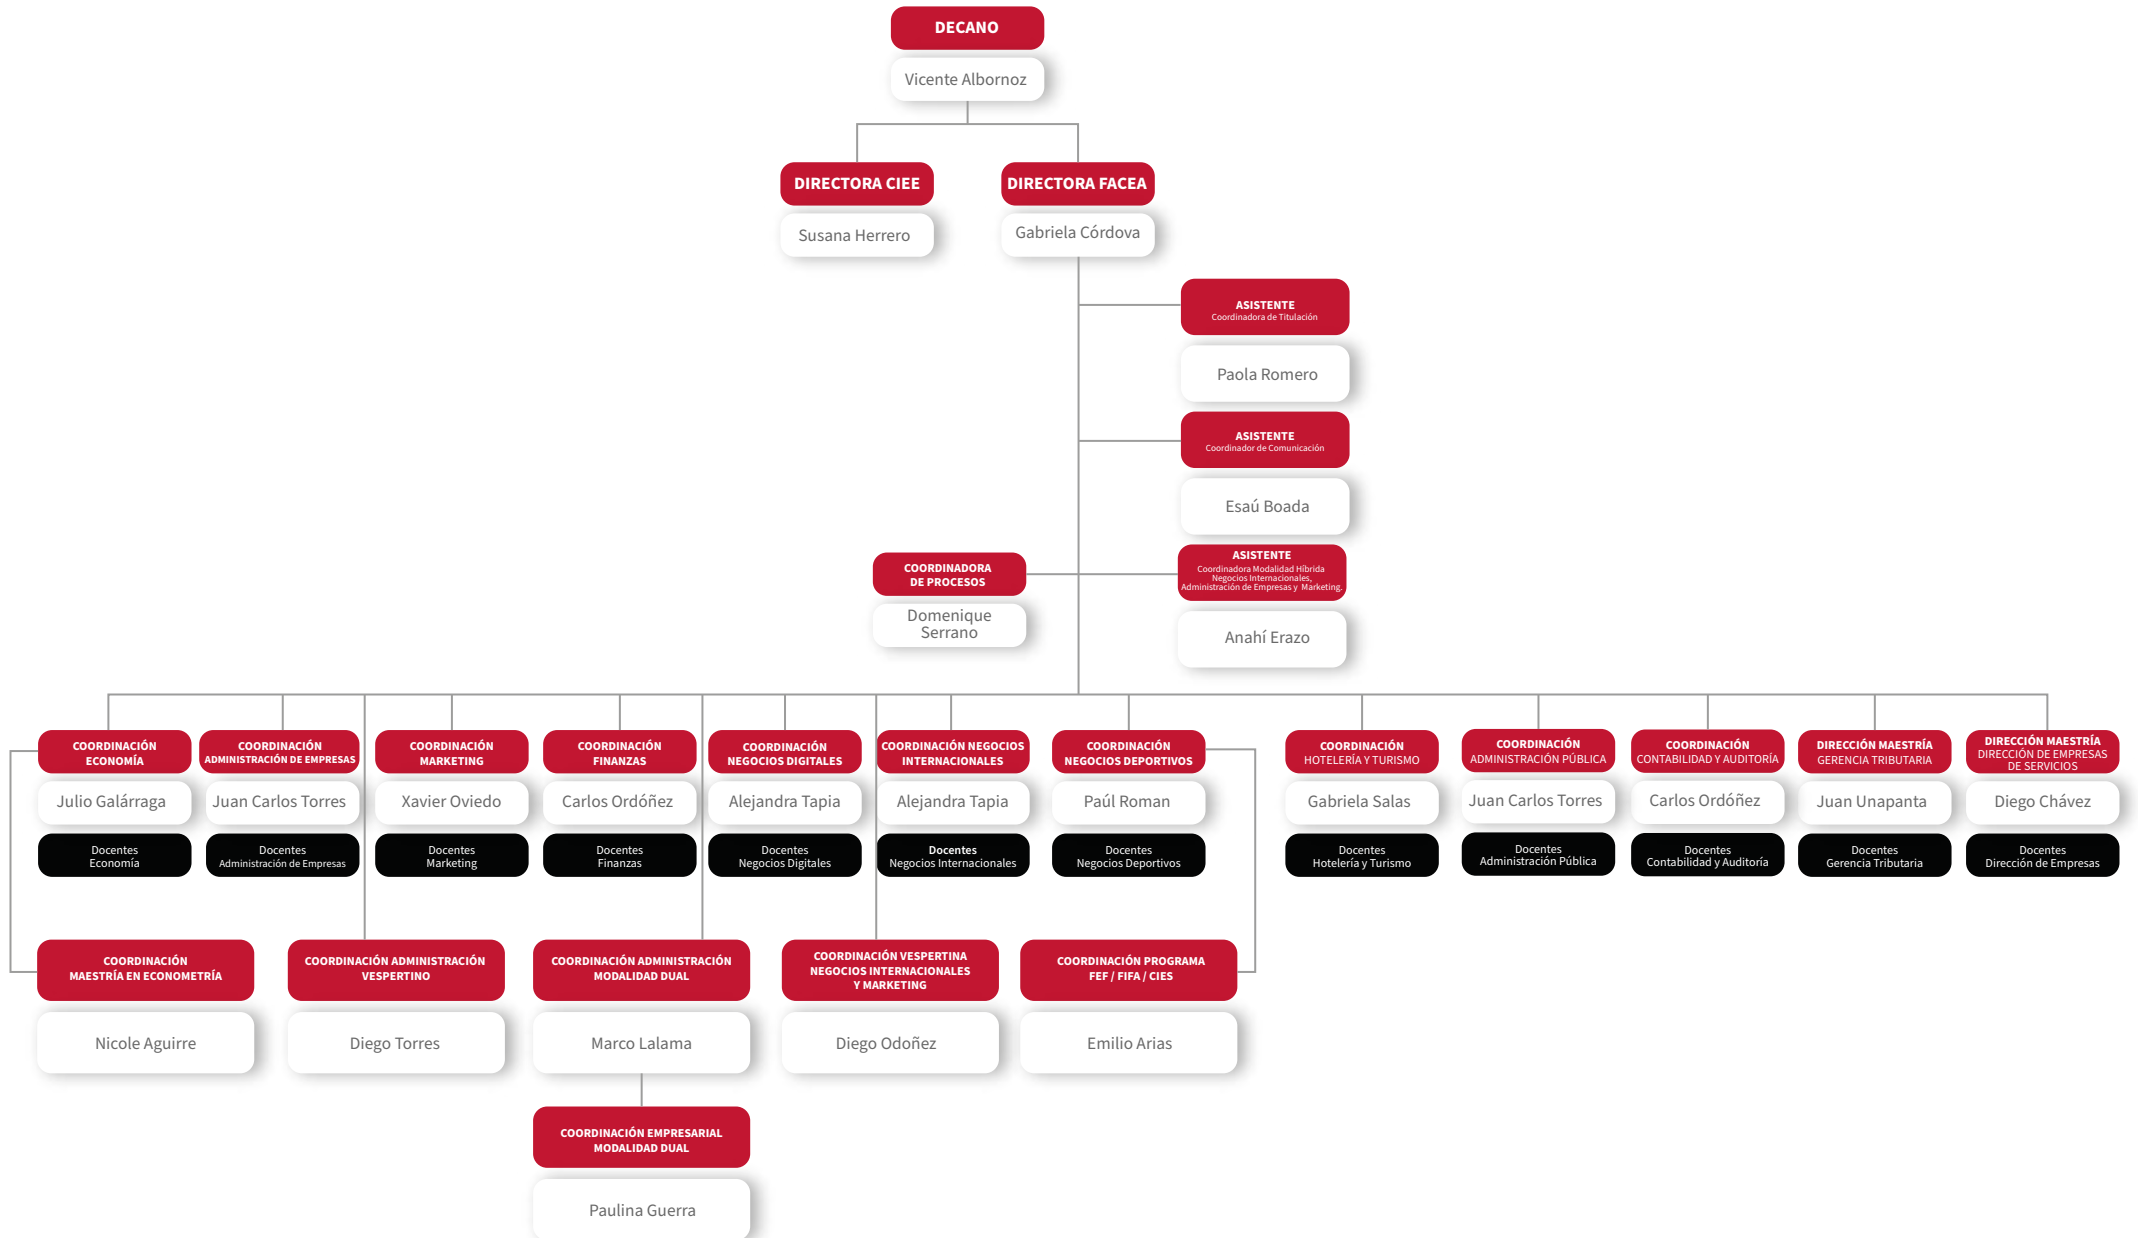 DECANO
Vicente Albornoz
DIRECTORA CIEE
Susana Herrero
DIRECTORA FACEA
Gabriela Córdova
ASISTENTE
Coordinadora de Titulación
Paola Romero
ASISTENTE
Coordinador de Comunicación
Esaú Boada
COORDINADORA
DE PROCESOS
Domenique
Serrano
ASISTENTE
Coordinadora Modalidad Híbrida
Negocios Internacionales,
Administración de Empresas y Marketing.
Anahí Erazo
COORDINACIÓN
ECONOMÍA
Julio Galárraga
Docentes
Economía
COORDINACIÓN
ADMINISTRACIÓN DE EMPRESAS
Juan Carlos Torres
Docentes
Administración de Empresas
COORDINACIÓN
MARKETING
Xavier Oviedo
Docentes
Marketing
COORDINACIÓN
FINANZAS
Carlos Ordóñez
Docentes
Finanzas
COORDINACIÓN
NEGOCIOS DIGITALES
Alejandra Tapia
Docentes
Negocios Digitales
COORDINACIÓN NEGOCIOS
INTERNACIONALES
Alejandra Tapia
Docentes
Negocios Internacionales
COORDINACIÓN
NEGOCIOS DEPORTIVOS
Paúl Roman
Docentes
Negocios Deportivos
COORDINACIÓN
HOTELERÍA Y TURISMO
Gabriela Salas
Docentes
Hotelería y Turismo
COORDINACIÓN
ADMINISTRACIÓN PÚBLICA
Juan Carlos Torres
Docentes
Administración Pública
COORDINACIÓN
CONTABILIDAD Y AUDITORÍA
Carlos Ordóñez
Docentes
Contabilidad y Auditoría
DIRECCIÓN MAESTRÍA
GERENCIA TRIBUTARIA
Juan Unapanta
Docentes
Gerencia Tributaria
DIRECCIÓN MAESTRÍA
DIRECCIÓN DE EMPRESAS
DE SERVICIOS
Diego Chávez
Docentes
Dirección de Empresas
COORDINACIÓN
MAESTRÍA EN ECONOMETRÍA
Nicole Aguirre
COORDINACIÓN ADMINISTRACIÓN
VESPERTINO
Diego Torres
COORDINACIÓN ADMINISTRACIÓN
MODALIDAD DUAL
Marco Lalama
COORDINACIÓN VESPERTINA
NEGOCIOS INTERNACIONALES
Y MARKETING
Diego Odoñez
COORDINACIÓN PROGRAMA
FEF / FIFA / CIES
Emilio Arias
COORDINACIÓN EMPRESARIAL
MODALIDAD DUAL
Paulina Guerra